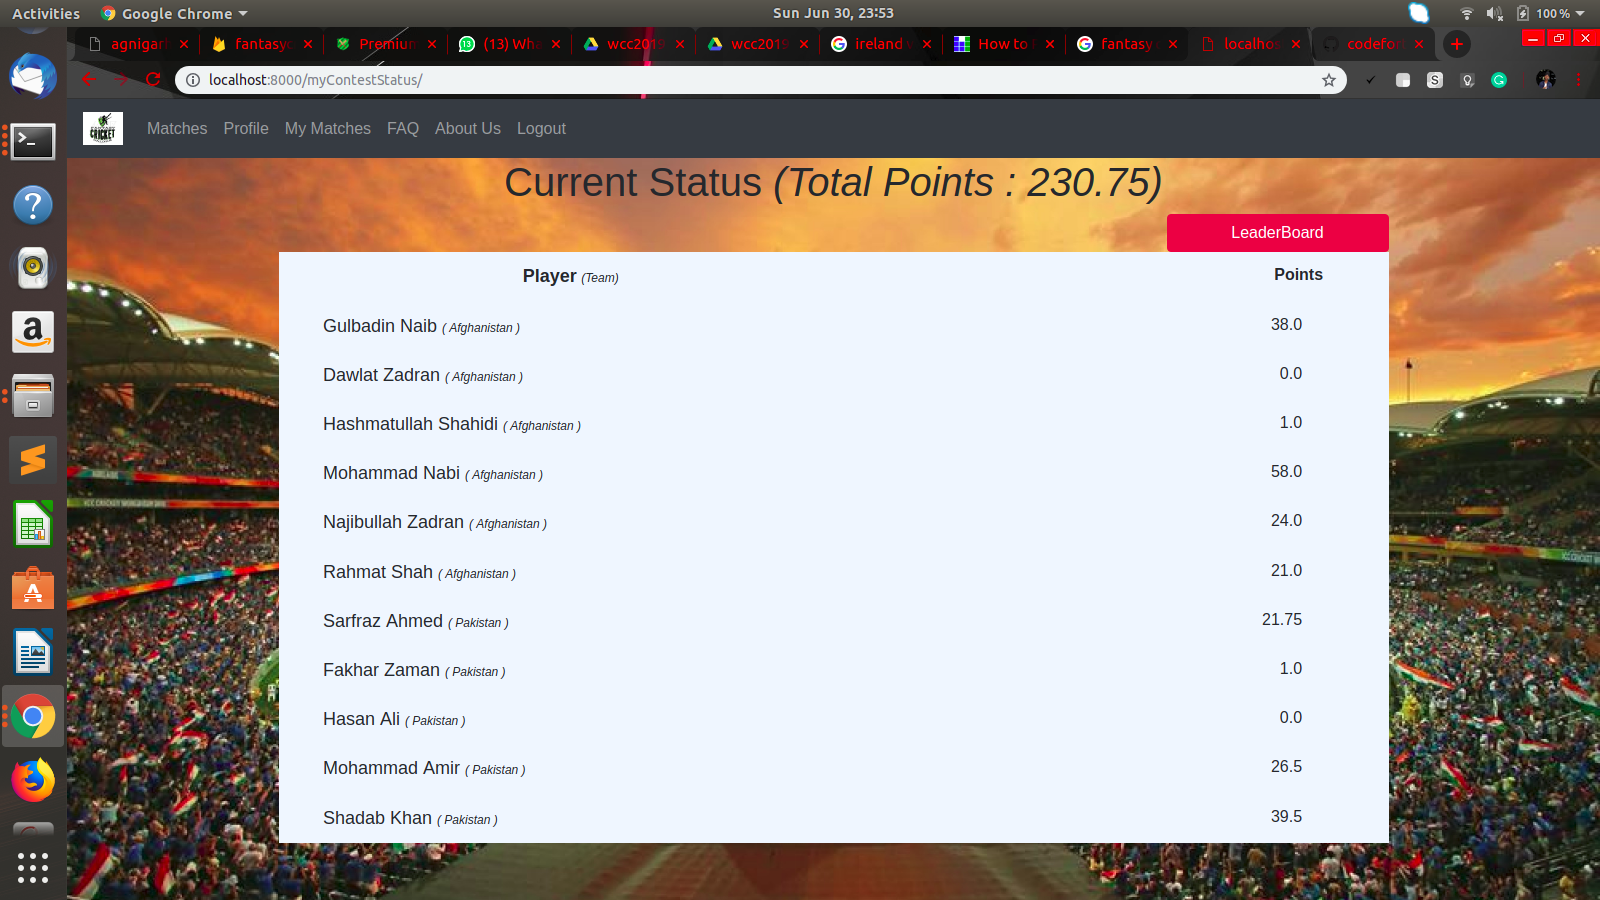 Activities Google Chrome Sun Jun 30, 23:53 100 %
agnigarh fantasyc Premium (13) Wha wcc2019 wcc2019 ireland How to fantasy localhos codefor
localhost:8000/myContestStatus/
CRICKET Matches Profile My Matches FAQ About Us Logout
Current Status (Total Points : 230.75)
LeaderBoard
Player (Team) Points
Gulbadin Naib ( Afghanistan ) 38.0
Dawlat Zadran ( Afghanistan ) 0.0
Hashmatullah Shahidi ( Afghanistan ) 1.0
Mohammad Nabi ( Afghanistan ) 58.0
Najibullah Zadran ( Afghanistan ) 24.0
Rahmat Shah ( Afghanistan ) 21.0
Sarfraz Ahmed ( Pakistan ) 21.75
Fakhar Zaman ( Pakistan ) 1.0
Hasan Ali ( Pakistan ) 0.0
Mohammad Amir ( Pakistan ) 26.5
Shadab Khan ( Pakistan ) 39.5